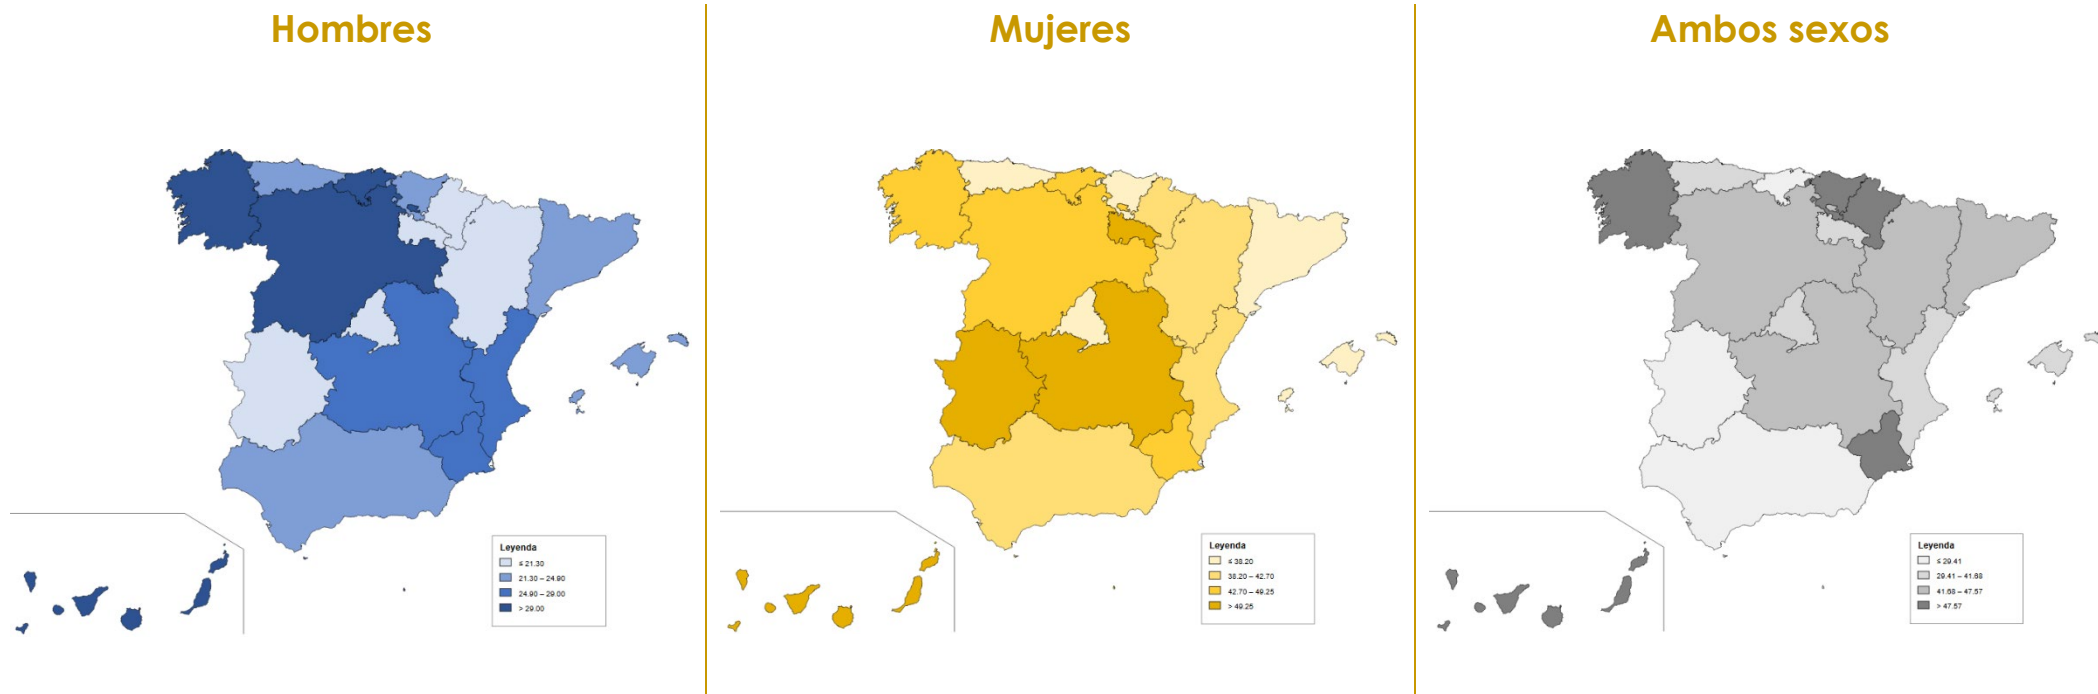 Hombres
Leyenda
≤ 21.30
21.30 – 24.90
24.90 – 29.00
> 29.00
Mujeres
Leyenda
≤ 38.20
38.20 – 42.70
42.70 – 49.25
> 49.25
Ambos sexos
Leyenda
≤ 29.41
29.41 – 41.68
41.68 – 47.57
> 47.57